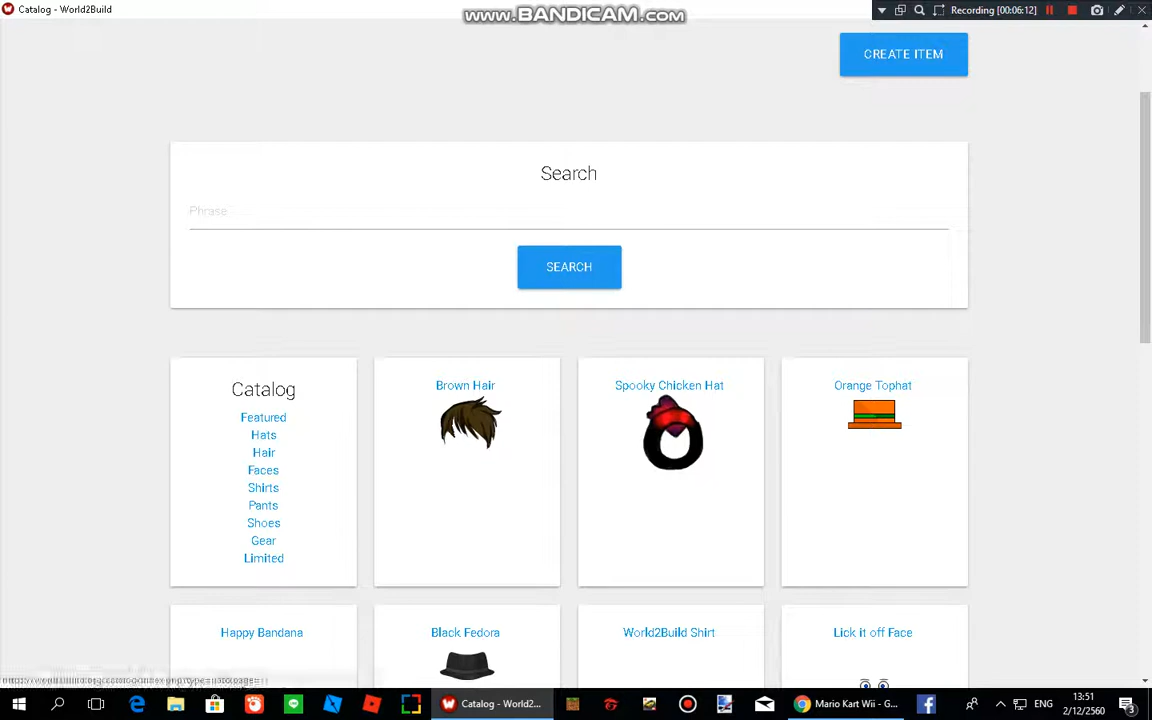 Catalog - World2Build
www.BANDICAM.com
Recording [00:06:12]
CREATE ITEM
Search
Phrase
SEARCH
Catalog
Featured
Hats
Hair
Faces
Shirts
Pants
Shoes
Gear
Limited
Brown Hair
Spooky Chicken Hat
Orange Tophat
Happy Bandana
Black Fedora
World2Build Shirt
Lick it off Face
Catalog - World2...
Mario Kart Wii - G...
ENG
13:51
2/12/2560
3